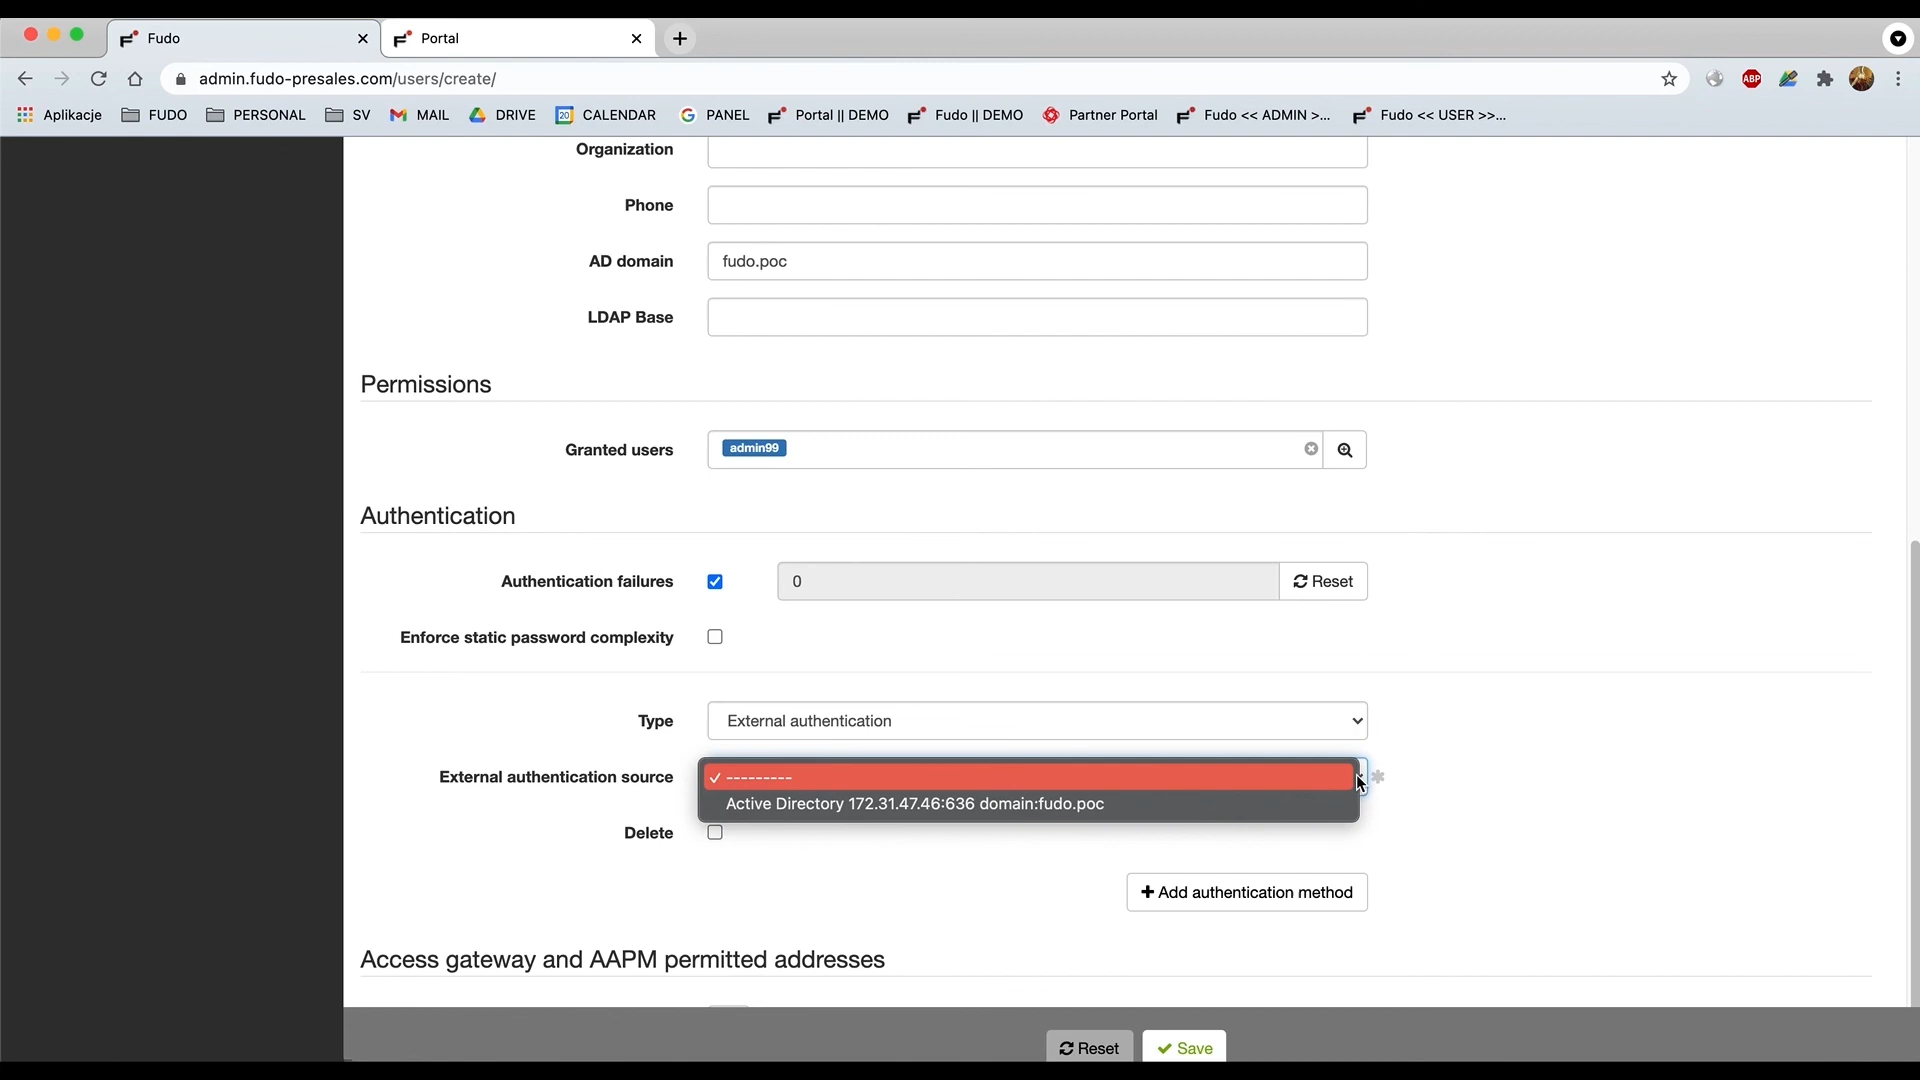 Fudo
Portal
admin.fudo-presales.com/users/create/
ABP
Aplikacje
FUDO
PERSONAL
SV
MAIL
DRIVE
20
CALENDAR
PANEL
Portal || DEMO
Fudo || DEMO
Partner Portal
Fudo << ADMIN >...
Fudo << USER >>...
Organization
Phone
AD domain
fudo.poc
LDAP Base
Permissions
Granted users
admin99
Authentication
Authentication failures
0
Reset
Enforce static password complexity
Type
External authentication
External authentication source
---------
Active Directory 172.31.47.46:636 domain:fudo.poc
Delete
Add authentication method
Access gateway and AAPM permitted addresses
Reset
Save